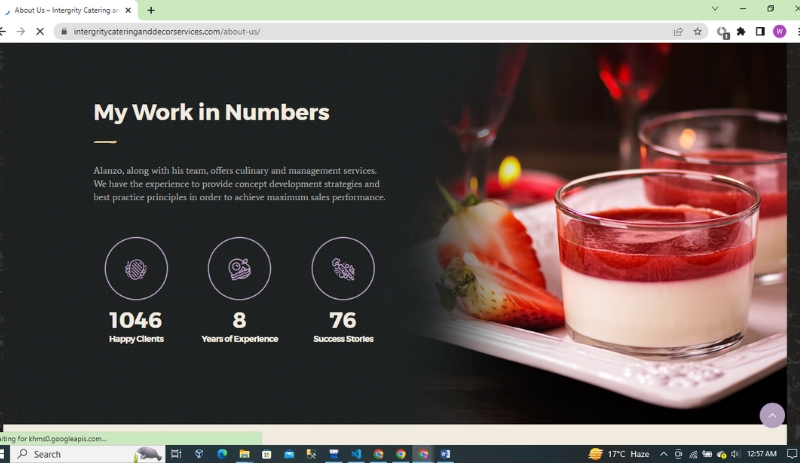 About Us – Intergrity Catering ar
intergritycateringanddecorservices.com/about-us/
1
W
My Work in Numbers
Alanzo, along with his team, offers culinary and management services.
We have the experience to provide concept development strategies and
best practice principles in order to achieve maximum sales performance.
1046
Happy Clients
8
Years of Experience
76
Success Stories
aiting for khms0.googleapis.com...
Search
17°C Haze
12:57 AM